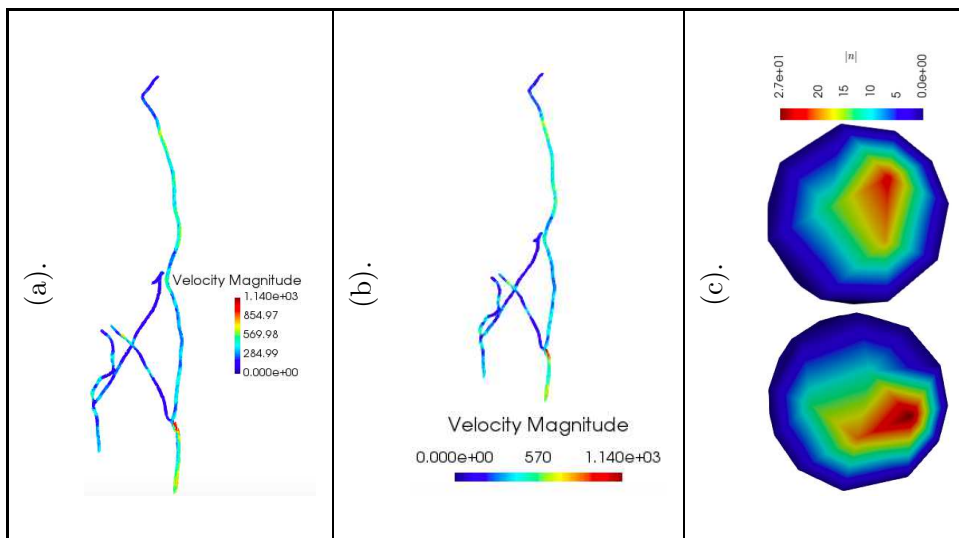 (a).
Velocity Magnitude
1.140e+03
854.97
569.98
284.99
0.000e+00
(b).
Velocity Magnitude
0.000e+00 570 1.140e+03
(c).
|n|
2.7e+01 20 15 10 5 0.0e+00